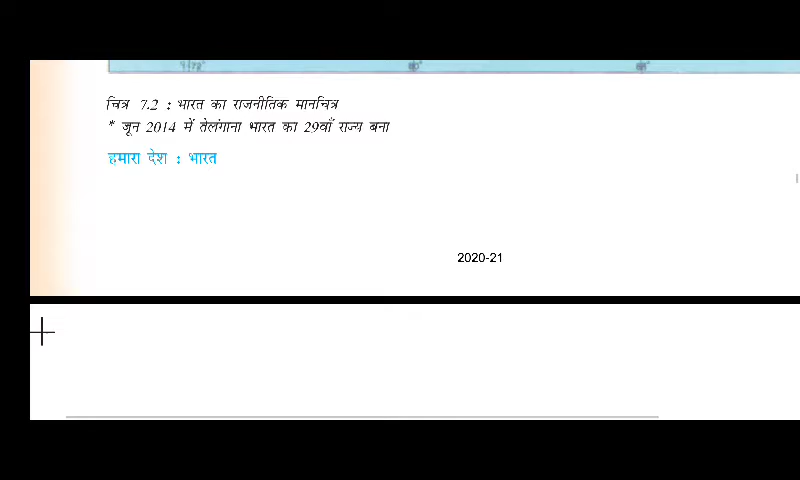 चित्र 7.2 : भारत का राजनीतिक मानचित्र
* जून 2014 में तेलंगाना भारत का 29वाँ राज्य बना
हमारा देश : भारत
2020-21